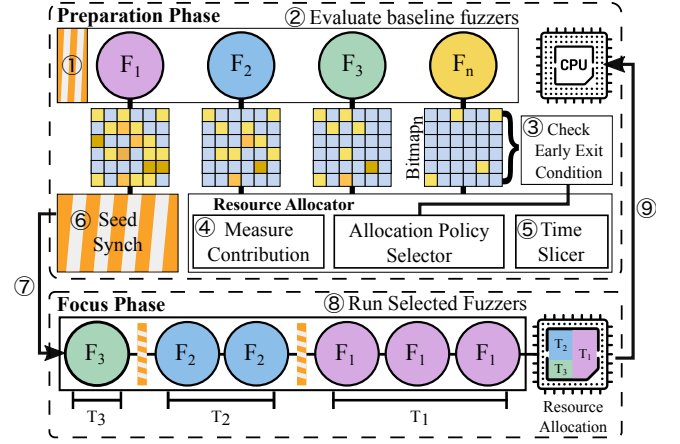 Preparation Phase
② Evaluate baseline fuzzers
①
F1
F2
F3
Fn
CPU
Bitmapn
③ Check
Early Exit
Condition
⑥ Seed
Synch
Resource Allocator
④ Measure
Contribution
Allocation Policy
Selector
⑤ Time
Slicer
⑦
⑨
Focus Phase
⑧ Run Selected Fuzzers
F3
F2
F2
F1
F1
F1
T2
T1
T3
T3
T2
T1
Resource
Allocation